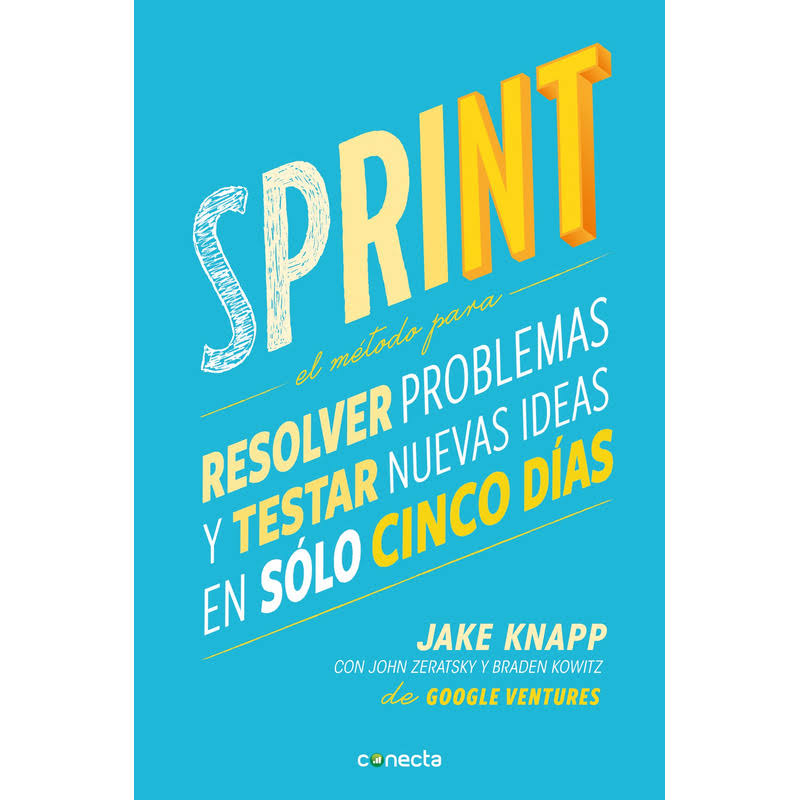 SPRINT
el método para
RESOLVER PROBLEMAS
Y TESTAR NUEVAS IDEAS
EN SÓLO CINCO DÍAS
JAKE KNAPP
CON JOHN ZERATSKY Y BRADEN KOWITZ
de GOOGLE VENTURES
conecta